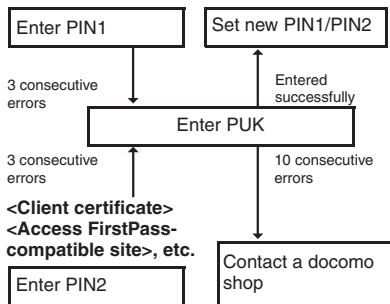 Enter PIN1
Set new PIN1/PIN2
3 consecutive
errors
Entered
successfully
Enter PUK
3 consecutive
errors
10 consecutive
errors
<Client certificate>
<Access FirstPass-
compatible site>, etc.
Enter PIN2
Contact a docomo
shop